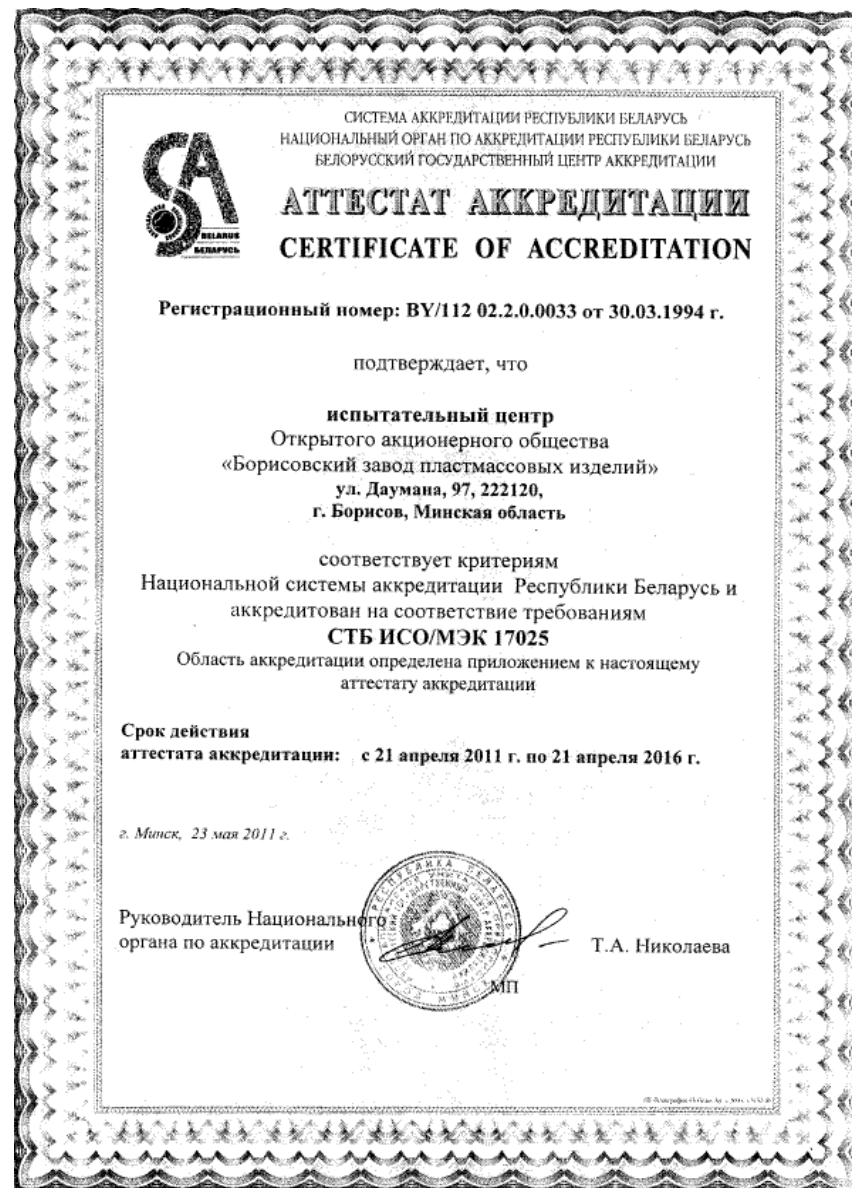 СИСТЕМА АККРЕДИТАЦИИ РЕСПУБЛИКИ БЕЛАРУСЬ
НАЦИОНАЛЬНЫЙ ОРГАН ПО АККРЕДИТАЦИИ РЕСПУБЛИКИ БЕЛАРУСЬ
БЕЛОРУССКИЙ ГОСУДАРСТВЕННЫЙ ЦЕНТР АККРЕДИТАЦИИ
АТТЕСТАТ АККРЕДИТАЦИИ
BELARUS
БЕЛАРУСЬ
CERTIFICATE OF ACCREDITATION
Регистрационный номер: BY/112 02.2.0.0033 от 30.03.1994 г.
подтверждает, что
испытательный центр
Открытого акционерного общества
«Борисовский завод пластмассовых изделий»
ул. Даумана, 97, 222120,
г. Борисов, Минская область
соответствует критериям
Национальной системы аккредитации Республики Беларусь и
аккредитован на соответствие требованиям
СТБ ИСО/МЭК 17025
Область аккредитации определена приложением к настоящему
аттестату аккредитации
Срок действия
аттестата аккредитации: с 21 апреля 2011 г. по 21 апреля 2016 г.
г. Минск, 23 мая 2011 г.
РЕСПУБЛИКА БЕЛАРУСЬ
Руководитель Национального
органа по аккредитации
Т.А. Николаева
МП